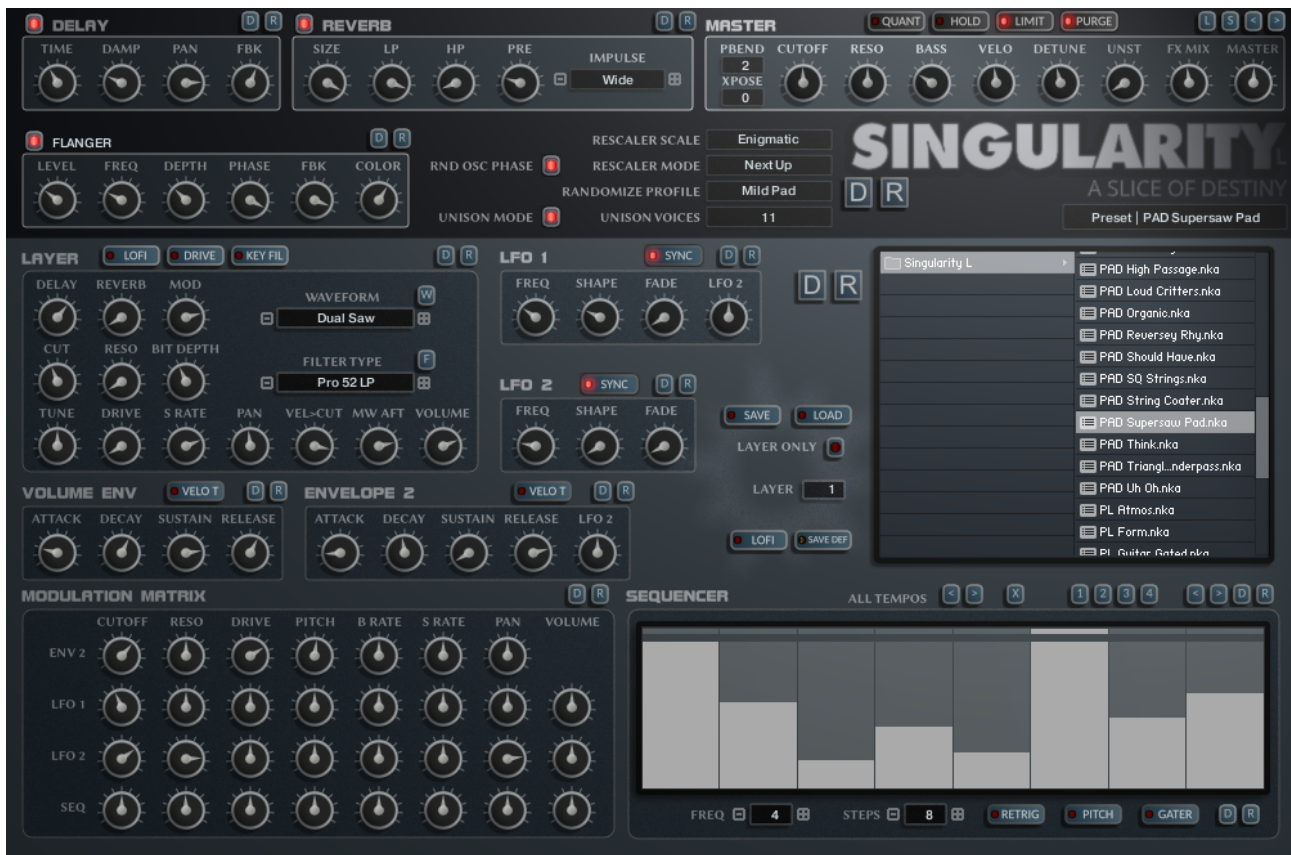 DELAY D R REVERB D R MASTER QUANT HOLD LIMIT PURGE L S < >
TIME DAMP PAN FBK SIZE LP HP PRE IMPULSE PBEND CUTOFF RESO BASS VELO DETUNE UNST FX MIX MASTER
Wide 2
XPOSE
0
FLANGER D R RESCALER SCALE Enigmatic SINGULARITY L
LEVEL FREQ DEPTH PHASE FBK COLOR RND OSC PHASE RESCALER MODE Next Up
RANDOMIZE PROFILE Mild Pad D R A SLICE OF DESTINY
UNISON MODE UNISON VOICES 11 Preset | PAD Supersaw Pad
LAYER LOFI DRIVE KEY FIL D R LFO 1 SYNC D R
DELAY REVERB MOD WAVEFORM W FREQ SHAPE FADE LFO 2 D R
Dual Saw
CUT RESO BIT DEPTH FILTER TYPE F
Pro 52 LP LFO 2 SYNC D R
TUNE DRIVE S RATE PAN VEL>CUT MW AFT VOLUME FREQ SHAPE FADE
SAVE LOAD
LAYER ONLY
LAYER 1
LOFI SAVE DEF
Singularity L
PAD High Passage.nka
PAD Loud Critters.nka
PAD Organic.nka
PAD Reversey Rhy.nka
PAD Should Have.nka
PAD SQ Strings.nka
PAD String Coater.nka
PAD Supersaw Pad.nka
PAD Think.nka
PAD Triangl...nderpass.nka
PAD Uh Oh.nka
PL Atmos.nka
PL Form.nka
PL Guitar Gated.nka
VOLUME ENV VELO T D R ENVELOPE 2 VELO T D R
ATTACK DECAY SUSTAIN RELEASE ATTACK DECAY SUSTAIN RELEASE LFO 2
MODULATION MATRIX D R SEQUENCER ALL TEMPOS < > X 1 2 3 4 < > D R
CUTOFF RESO DRIVE PITCH B RATE S RATE PAN VOLUME
ENV 2
LFO 1
LFO 2
SEQ
FREQ 4 STEPS 8 RETRIG PITCH GATER D R